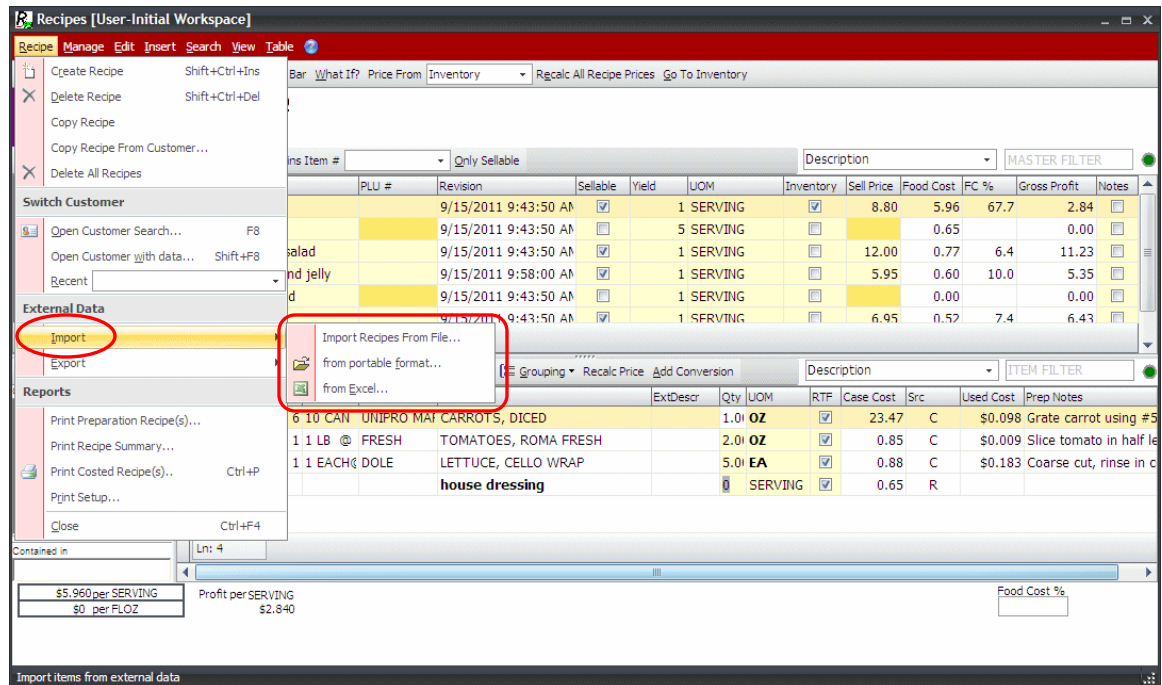 Recipes [User-Initial Workspace]
Recipe Manage Edit Insert Search View Table
Create Recipe Shift+Ctrl+Ins
Bar What If? Price From Inventory Recalc All Recipe Prices Go To Inventory
Delete Recipe Shift+Ctrl+Del
Copy Recipe
Copy Recipe From Customer...
ins Item # Only Sellable Description MASTER FILTER
Delete All Recipes
PLU # Revision Sellable Yield UOM Inventory Sell Price Food Cost FC % Gross Profit Notes
Switch Customer
9/15/2011 9:43:50 AM 1 SERVING 8.80 5.96 67.7 2.84
Open Customer Search... F8
9/15/2011 9:43:50 AM 5 SERVING 0.65 0.00
Open Customer with data... Shift+F8
salad 9/15/2011 9:43:50 AM 1 SERVING 12.00 0.77 6.4 11.23
Recent
nd jelly 9/15/2011 9:58:00 AM 1 SERVING 5.95 0.60 10.0 5.35
d 9/15/2011 9:43:50 AM 1 SERVING 0.00 0.00
External Data
9/15/2011 9:43:50 AM 1 SERVING 6.95 0.52 7.4 6.43
Import
Import Recipes From File...
Export
from portable format...
Grouping Recalc Price Add Conversion Description ITEM FILTER
from Excel...
Reports
ExtDescr Qty UOM RTF Case Cost Src Used Cost Prep Notes
Print Preparation Recipe(s)...
6 10 CAN UNIPRO MAF CARROTS, DICED 1.0 OZ 23.47 C $0.098 Grate carrot using #5
Print Recipe Summary...
1 1 LB @ FRESH TOMATOES, ROMA FRESH 2.0 OZ 0.85 C $0.009 Slice tomato in half le
Print Costed Recipe(s).. Ctrl+P
1 1 EACH@ DOLE LETTUCE, CELLO WRAP 5.0 EA 0.88 C $0.183 Coarse cut, rinse in c
Print Setup...
house dressing 0 SERVING 0.65 R
Close Ctrl+F4
Contained in
Ln: 4
$5.960 per SERVING Profit per SERVING Food Cost %
$0 per FLOZ $2.840
Import items from external data